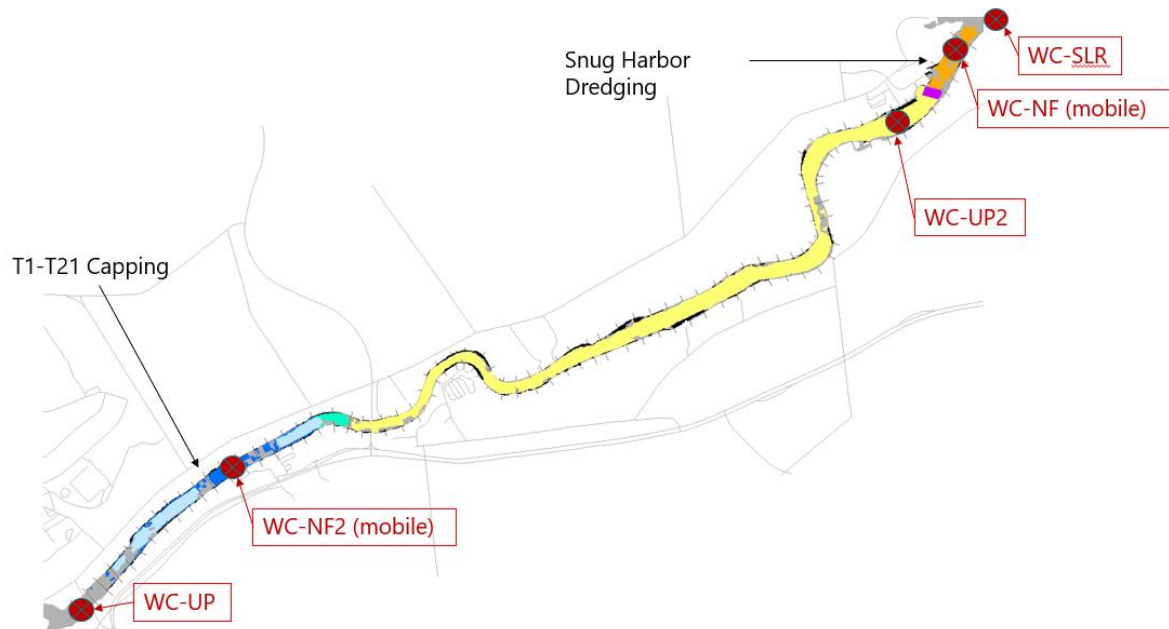 Snug Harbor
Dredging
WC-SLR
WC-NF (mobile)
WC-UP2
T1-T21 Capping
WC-NF2 (mobile)
WC-UP